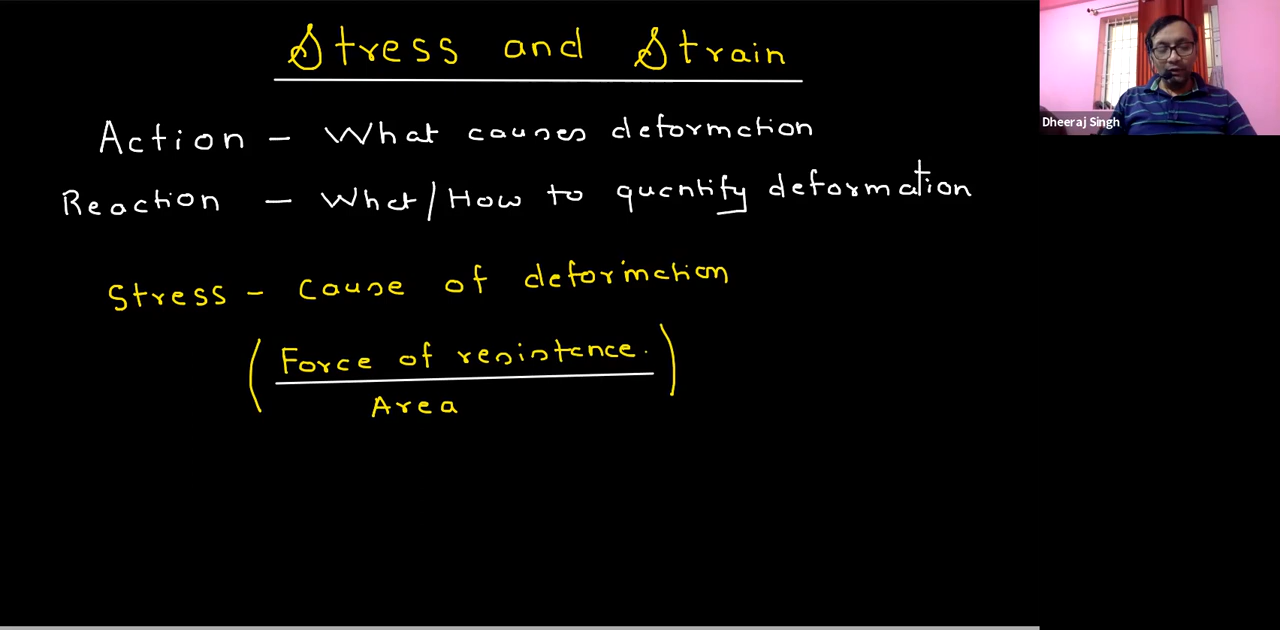 Stress and Strain
Action - What causes deformation
Reaction - What/How to quantify deformation
Stress - Cause of deformation
(Force of resistance.)
Area
Dheeraj Singh